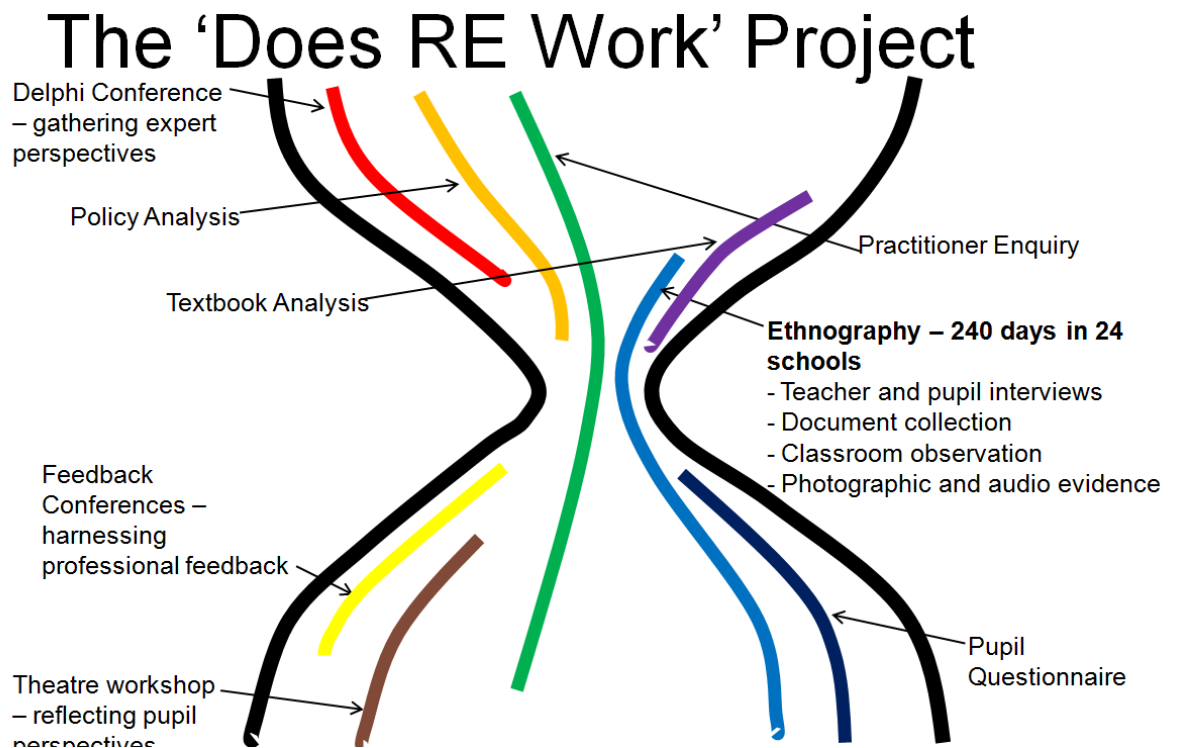 The ‘Does RE Work’ Project
Delphi Conference
– gathering expert
perspectives
Policy Analysis
Textbook Analysis
Practitioner Enquiry
Ethnography – 240 days in 24
schools
- Teacher and pupil interviews
- Document collection
- Classroom observation
- Photographic and audio evidence
Feedback
Conferences –
harnessing
professional feedback
Pupil
Questionnaire
Theatre workshop
– reflecting pupil
perspectives